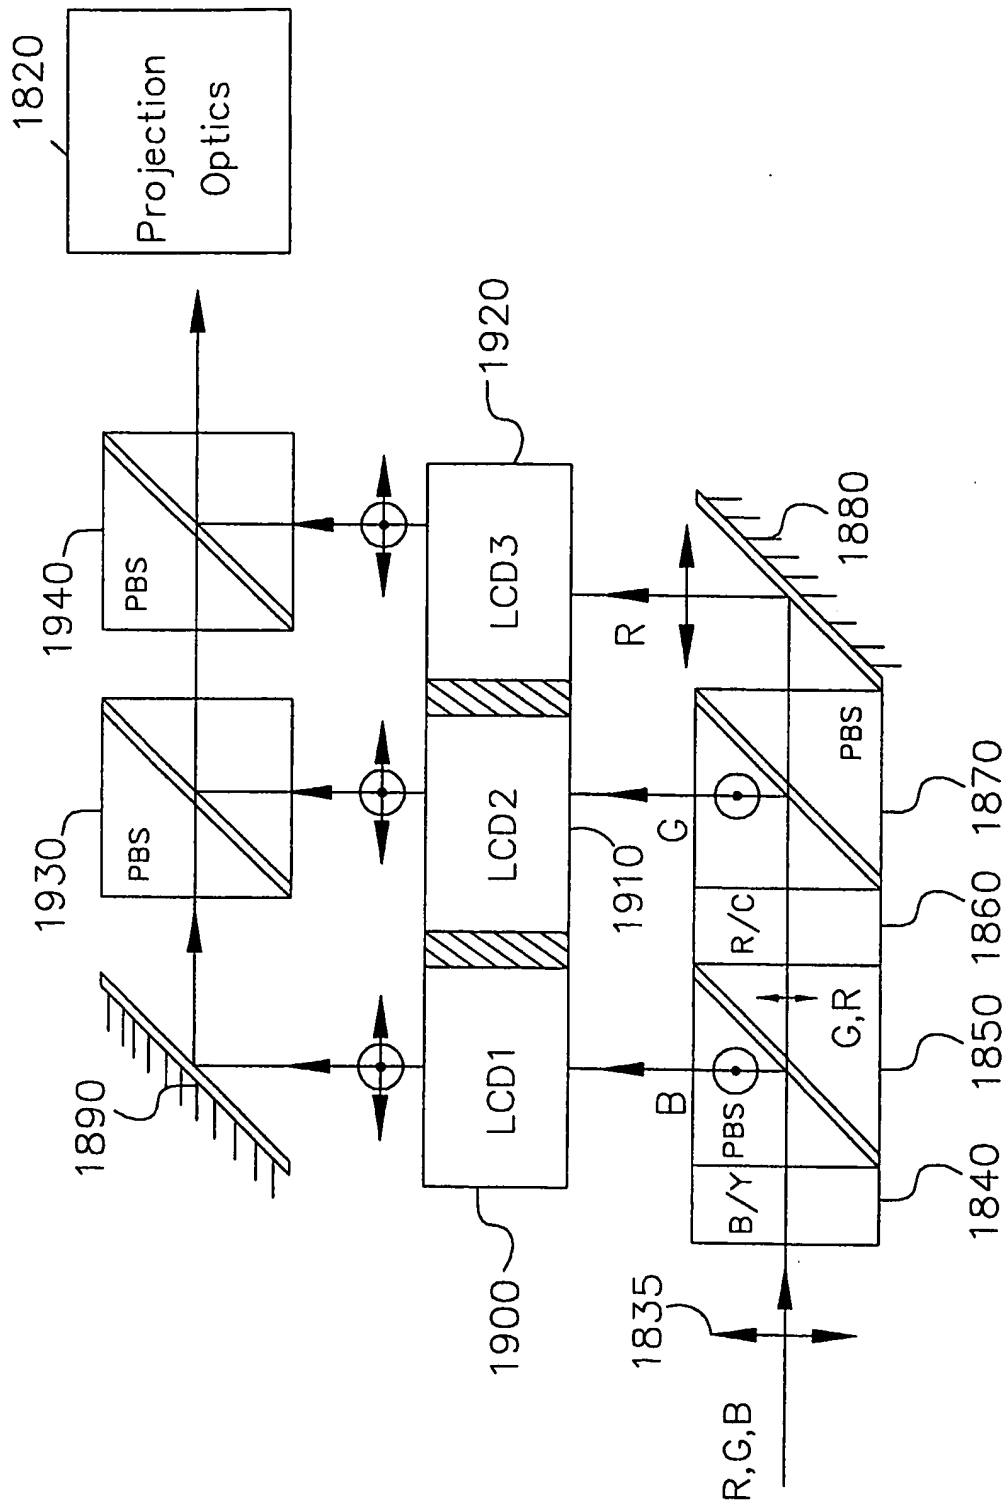 1820
Projection
Optics
1940
PBS
1930
PBS
1890
1920
LCD3
LCD2
LCD1
1910
1900
R
G
B
1880
PBS
1870
R/C
1860
G,R
1850
PBS
B/Y
1840
1835
R,G,B